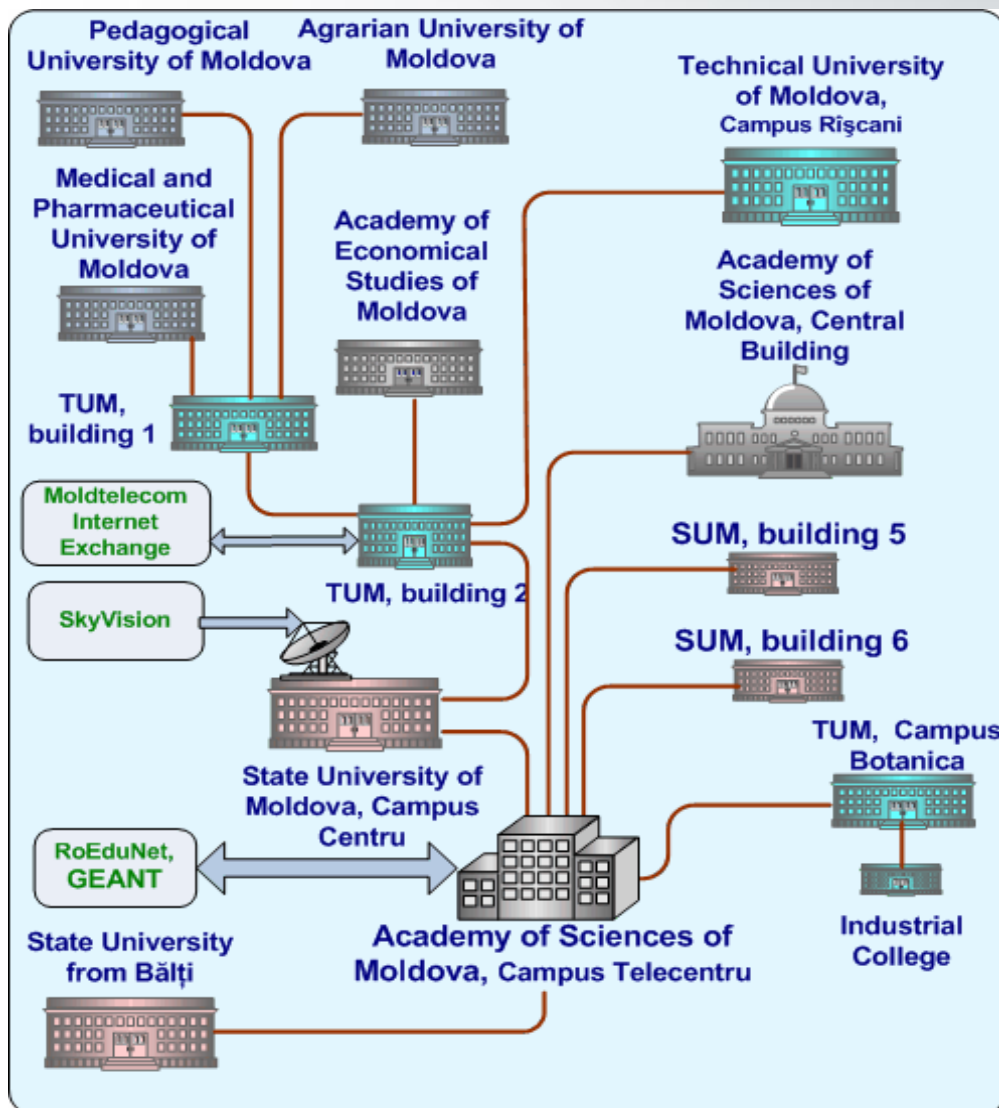 Pedagogical
University of Moldova
Agrarian University of
Moldova
Technical University
of Moldova,
Campus Rîşcani
Medical and
Pharmaceutical
University of
Moldova
Academy of
Economical
Studies of
Moldova
Academy of
Sciences of
Moldova, Central
Building
TUM,
building 1
Moldtelecom
Internet
Exchange
TUM, building 2
SUM, building 5
SkyVision
SUM, building 6
TUM, Campus
Botanica
State University of
Moldova, Campus
Centru
RoEduNet,
GEANT
Industrial
College
Academy of Sciences of
Moldova, Campus Telecentru
State University
from Bălți